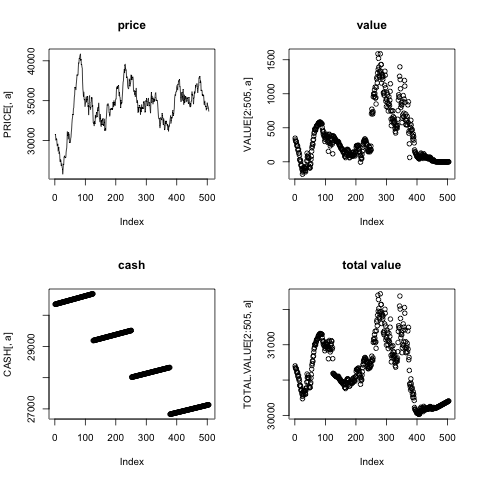 price
PRICE[, a]
30000 35000 40000
0 100 200 300 400 500
Index
value
VALUE[2:505, a]
0 500 1000 1500
0 100 200 300 400 500
Index
cash
CASH[, a]
27000 29000
0 100 200 300 400 500
Index
total value
TOTAL.VALUE[2:505, a]
30000 31000
0 100 200 300 400 500
Index